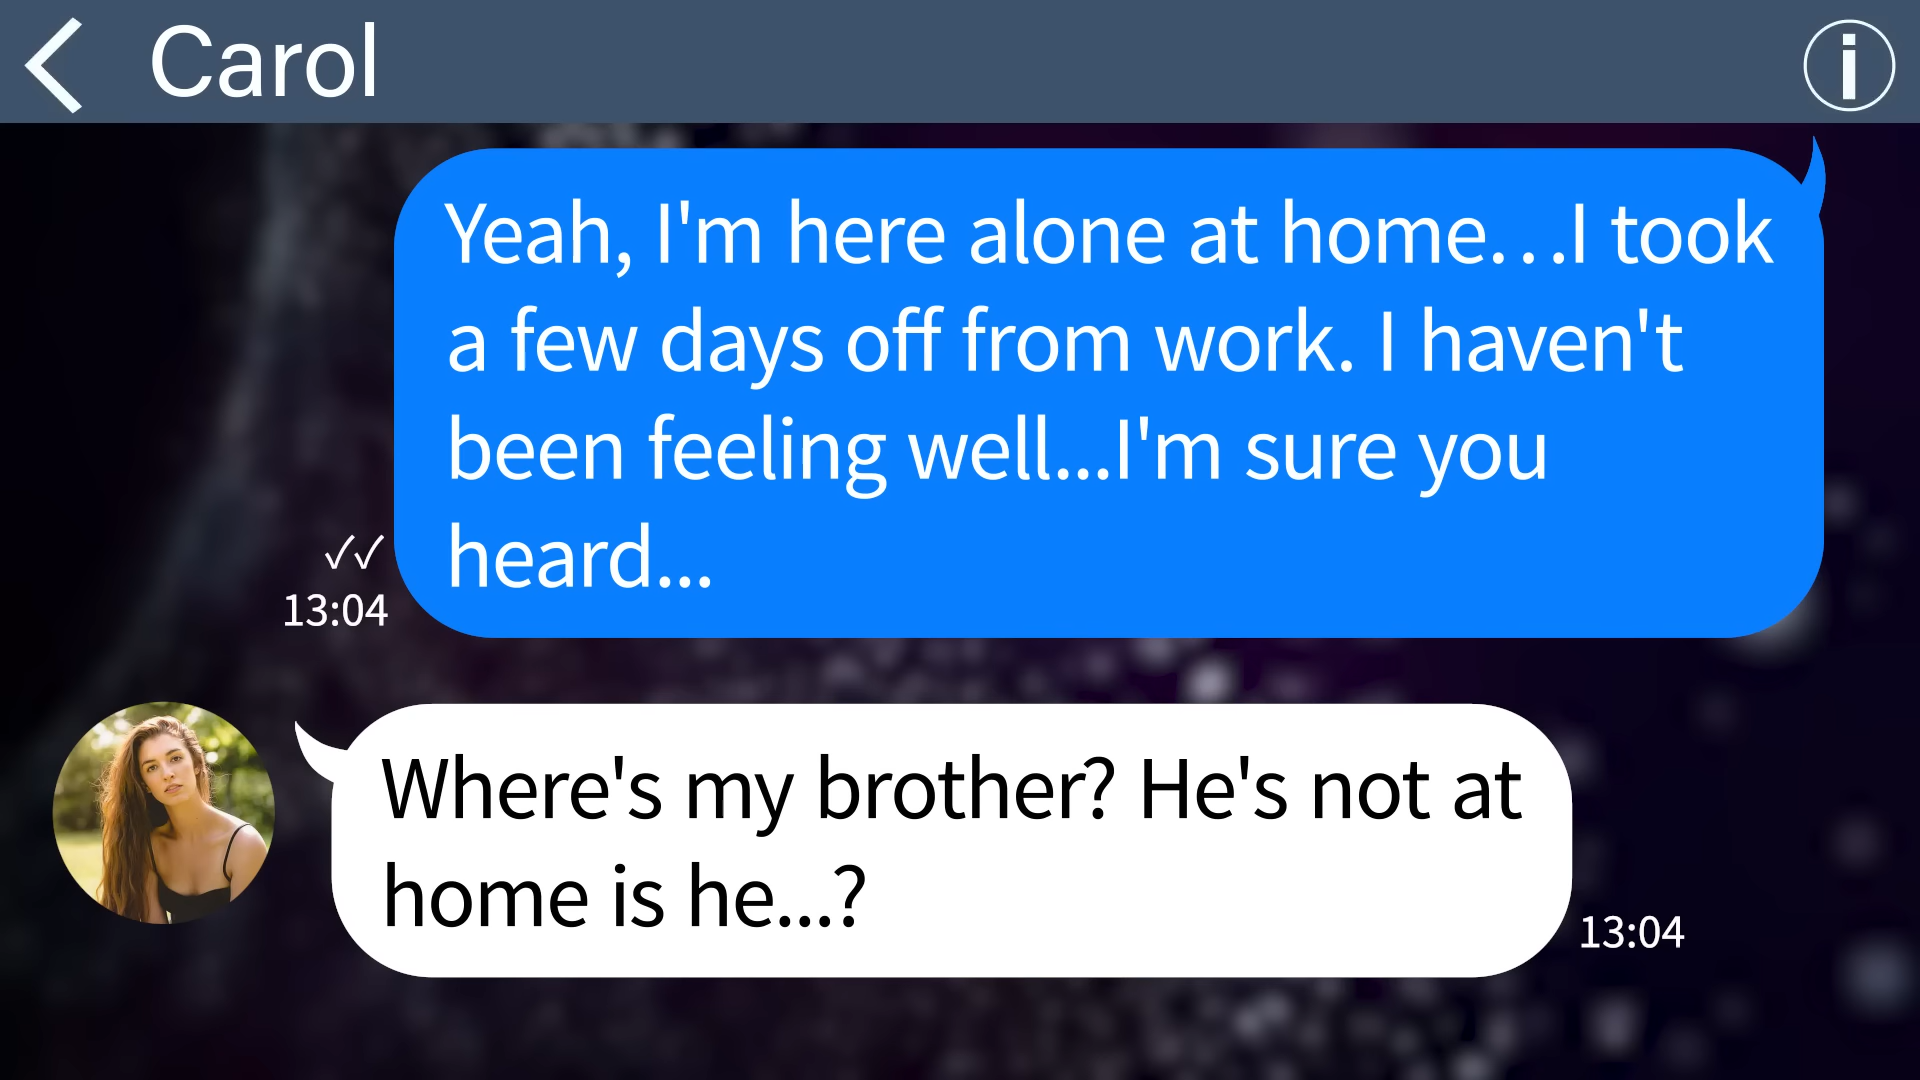 Carol
Yeah, I'm here alone at home...I took
a few days off from work. I haven't
been feeling well...I'm sure you
heard...
✓✓
13:04
Where's my brother? He's not at
home is he...?
13:04